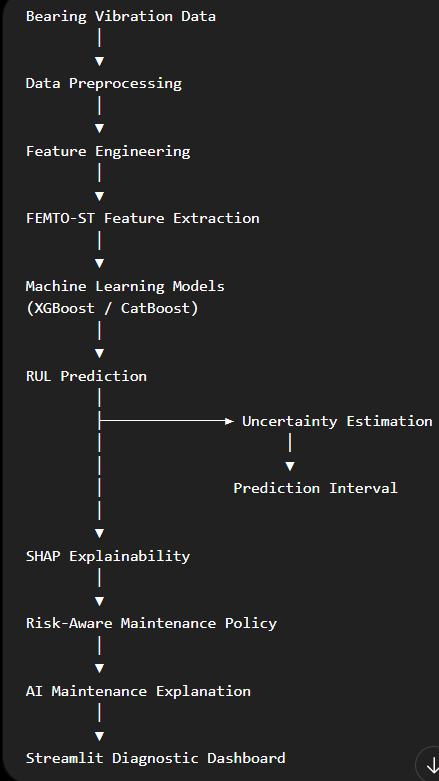 Bearing Vibration Data
Data Preprocessing
Feature Engineering
FEMTO-ST Feature Extraction
Machine Learning Models
(XGBoost / CatBoost)
RUL Prediction
Uncertainty Estimation
Prediction Interval
SHAP Explainability
Risk-Aware Maintenance Policy
AI Maintenance Explanation
Streamlit Diagnostic Dashboard